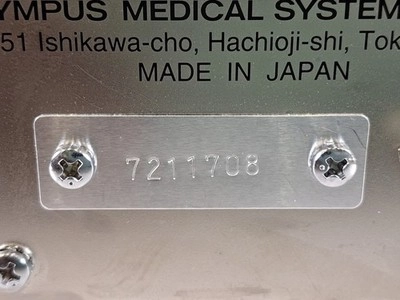 YMPUS MEDICAL SYSTEM
51 Ishikawa-cho, Hachioji-shi, Tok
MADE IN JAPAN
7211708